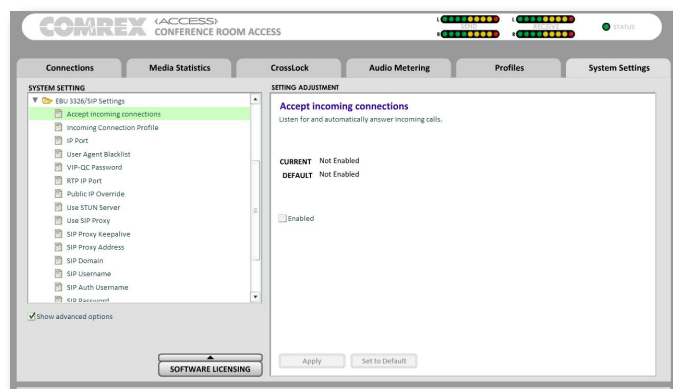 COMREX (ACCESS) CONFERENCE ROOM ACCESS
L SEND R
L RECEIVE R
STATUS
Connections
Media Statistics
CrossLock
Audio Metering
Profiles
System Settings
SYSTEM SETTING
EBU 3326/SIP Settings
Accept incoming connections
Incoming Connection Profile
IP Port
User Agent Blacklist
VIP-QC Password
RTP IP Port
Public IP Override
Use STUN Server
Use SIP Proxy
SIP Proxy Keepalive
SIP Proxy Address
SIP Domain
SIP Username
SIP Auth Username
SIP Password
Show advanced options
SOFTWARE LICENSING
SETTING ADJUSTMENT
Accept incoming connections
Listen for and automatically answer incoming calls.
CURRENT Not Enabled
DEFAULT Not Enabled
Enabled
Apply
Set to Default